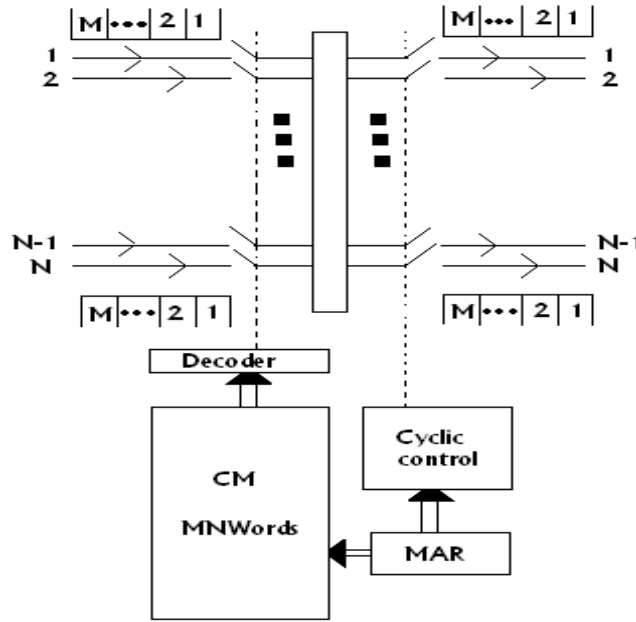 M ••• 2 1 M ••• 2 1
1 1
2 2
N-1 N-1
N N
M ••• 2 1 M ••• 2 1
Decoder
Cyclic
control
CM
MNWords
MAR